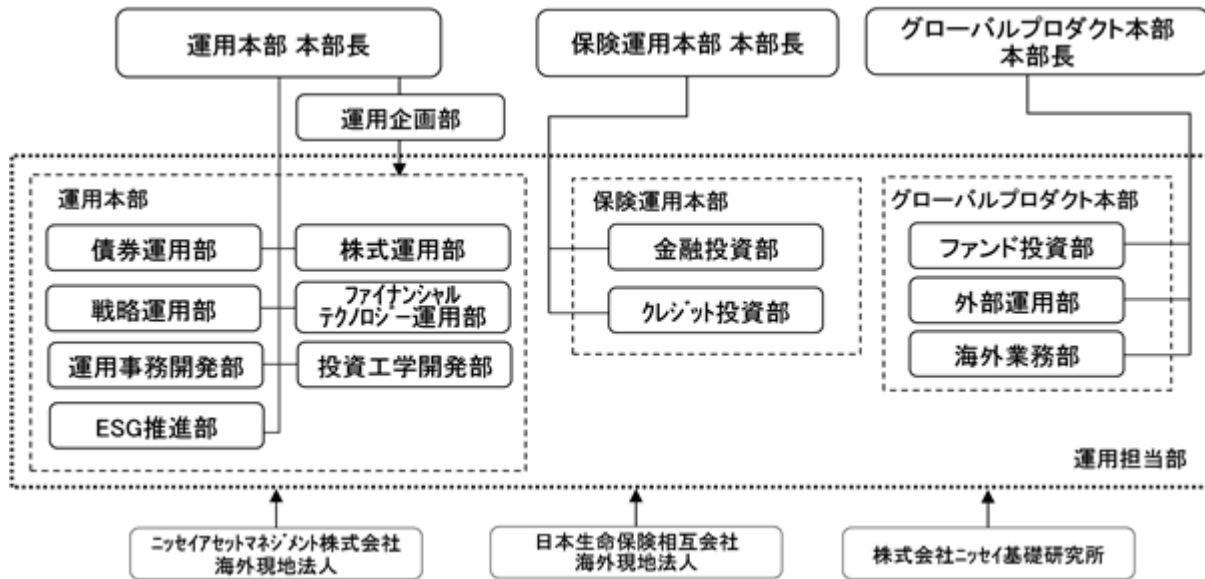 運用本部 本部長
保険運用本部 本部長
グローバルプロダクト本部
本部長
運用企画部
運用本部
債券運用部
株式運用部
戦略運用部
ファイナンシャル
テクノロジー運用部
運用事務開発部
投資工学開発部
ESG推進部
保険運用本部
金融投資部
クレジット投資部
グローバルプロダクト本部
ファンド投資部
外部運用部
海外業務部
運用担当部
ニッセイアセットマネジメント株式会社
海外現地法人
日本生命保険相互会社
海外現地法人
株式会社ニッセイ基礎研究所